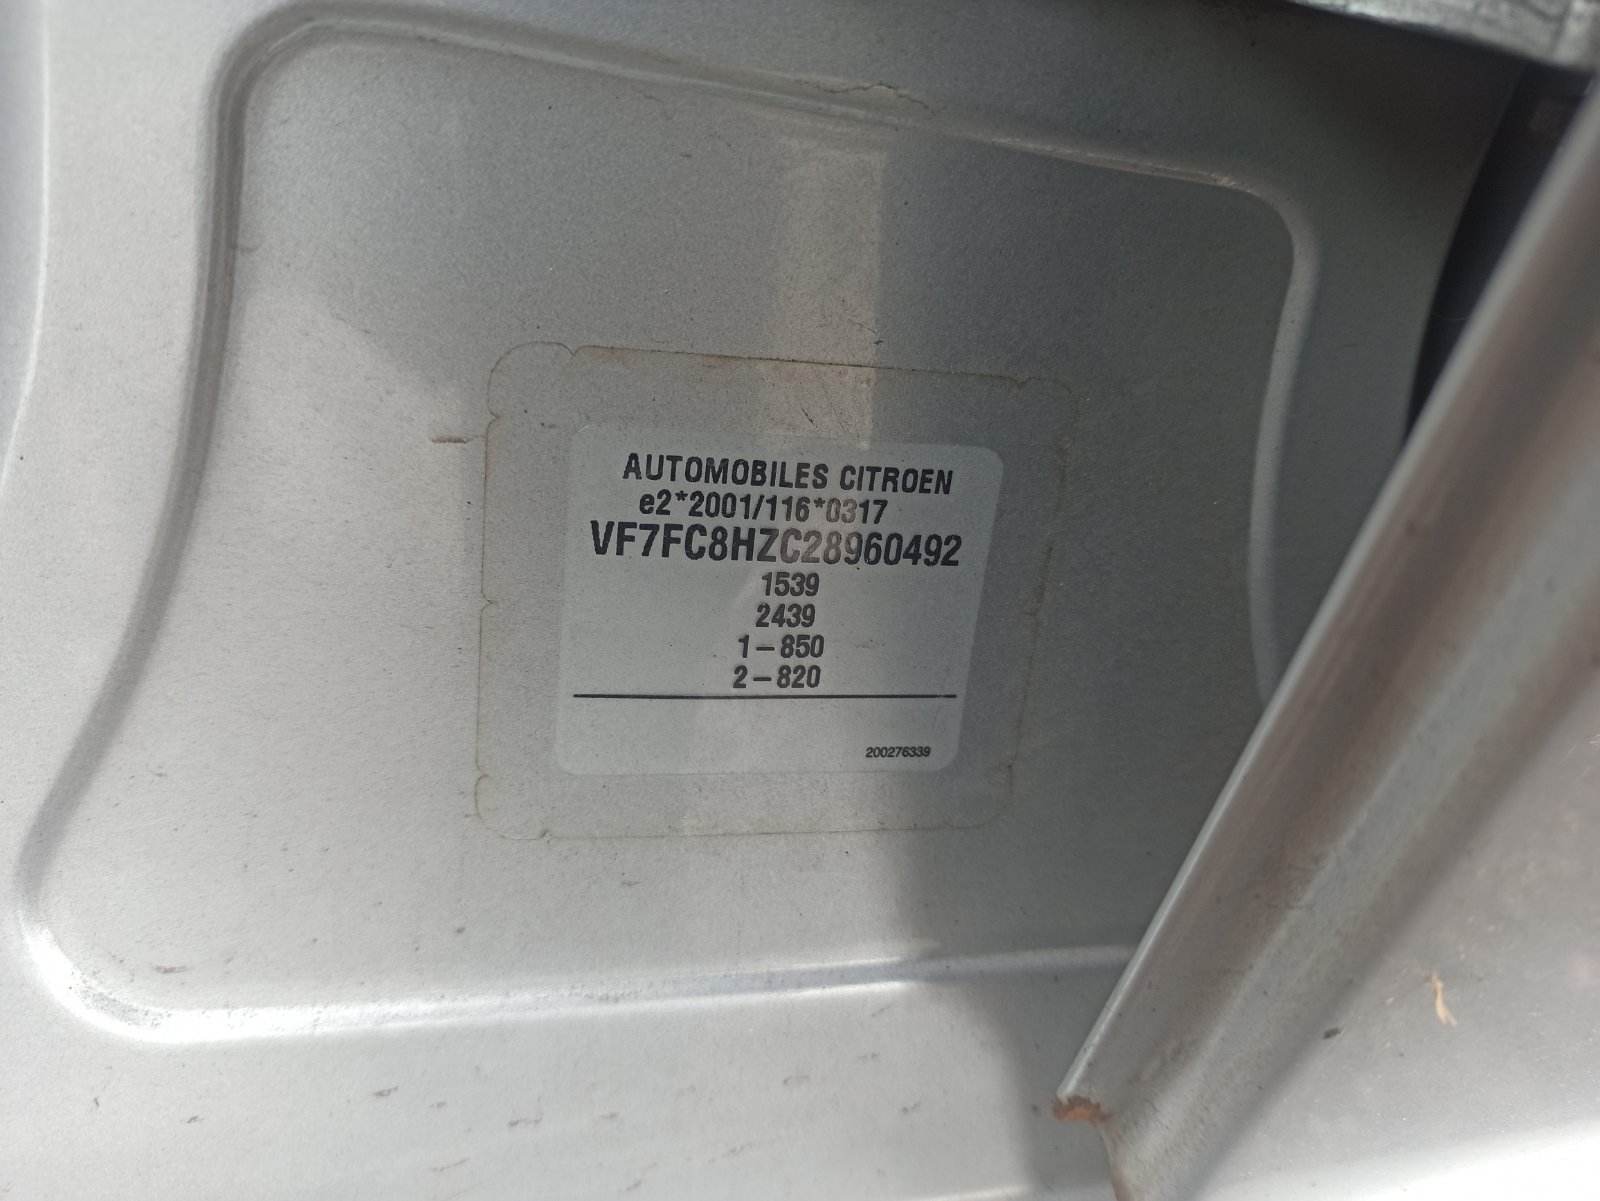 AUTOMOBILES CITROEN
e2*2001/116*0317
VF7FC8HZC28960492
1539
2439
1-850
2-820
200276339